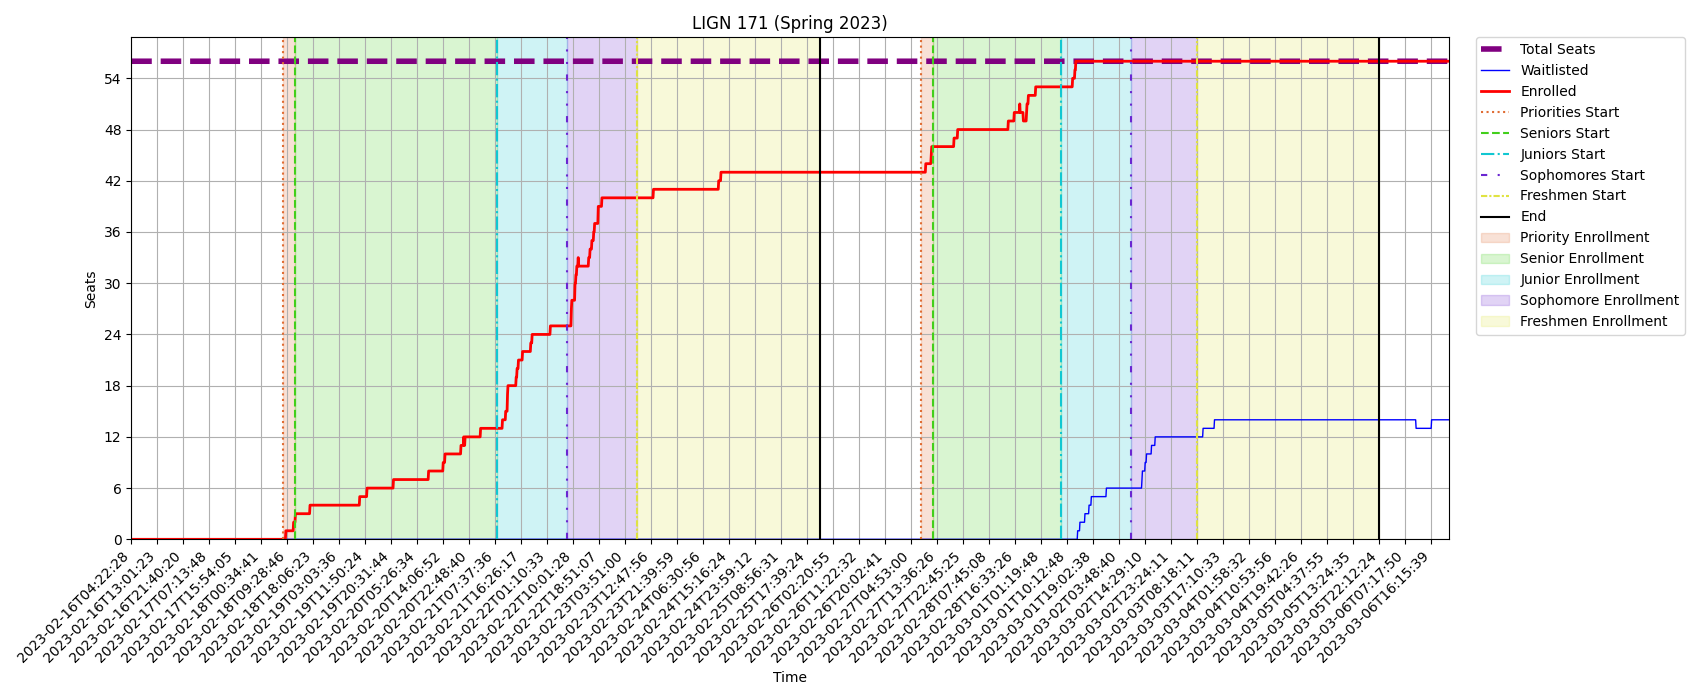 LIGN 171 (Spring 2023)
Seats
54
48
42
36
30
24
18
12
6
0
2023-02-16T04:22:28
2023-02-16T13:01:23
2023-02-16T21:40:20
2023-02-17T07:13:48
2023-02-17T15:54:05
2023-02-18T00:34:41
2023-02-18T09:28:46
2023-02-18T18:06:23
2023-02-19T03:03:36
2023-02-19T11:50:24
2023-02-19T20:31:44
2023-02-20T05:26:34
2023-02-20T14:06:52
2023-02-20T22:48:40
2023-02-21T07:37:36
2023-02-21T16:26:17
2023-02-22T01:10:33
2023-02-22T10:01:28
2023-02-22T18:51:07
2023-02-23T03:51:00
2023-02-23T12:47:56
2023-02-23T21:39:59
2023-02-24T06:30:56
2023-02-24T15:16:24
2023-02-24T23:59:12
2023-02-25T08:56:31
2023-02-25T17:39:24
2023-02-26T02:20:55
2023-02-26T11:22:32
2023-02-26T20:02:41
2023-02-27T04:53:00
2023-02-27T13:36:26
2023-02-27T22:45:25
2023-02-28T07:45:08
2023-02-28T16:33:26
2023-03-01T01:19:48
2023-03-01T10:12:48
2023-03-01T19:02:38
2023-03-02T03:48:40
2023-03-02T14:29:10
2023-03-02T23:24:11
2023-03-03T08:18:11
2023-03-03T17:10:33
2023-03-04T01:58:32
2023-03-04T10:53:56
2023-03-04T19:42:26
2023-03-05T04:37:55
2023-03-05T13:24:35
2023-03-05T22:12:24
2023-03-06T07:17:50
2023-03-06T16:15:39
Time
Total Seats
Waitlisted
Enrolled
Priorities Start
Seniors Start
Juniors Start
Sophomores Start
Freshmen Start
End
Priority Enrollment
Senior Enrollment
Junior Enrollment
Sophomore Enrollment
Freshmen Enrollment